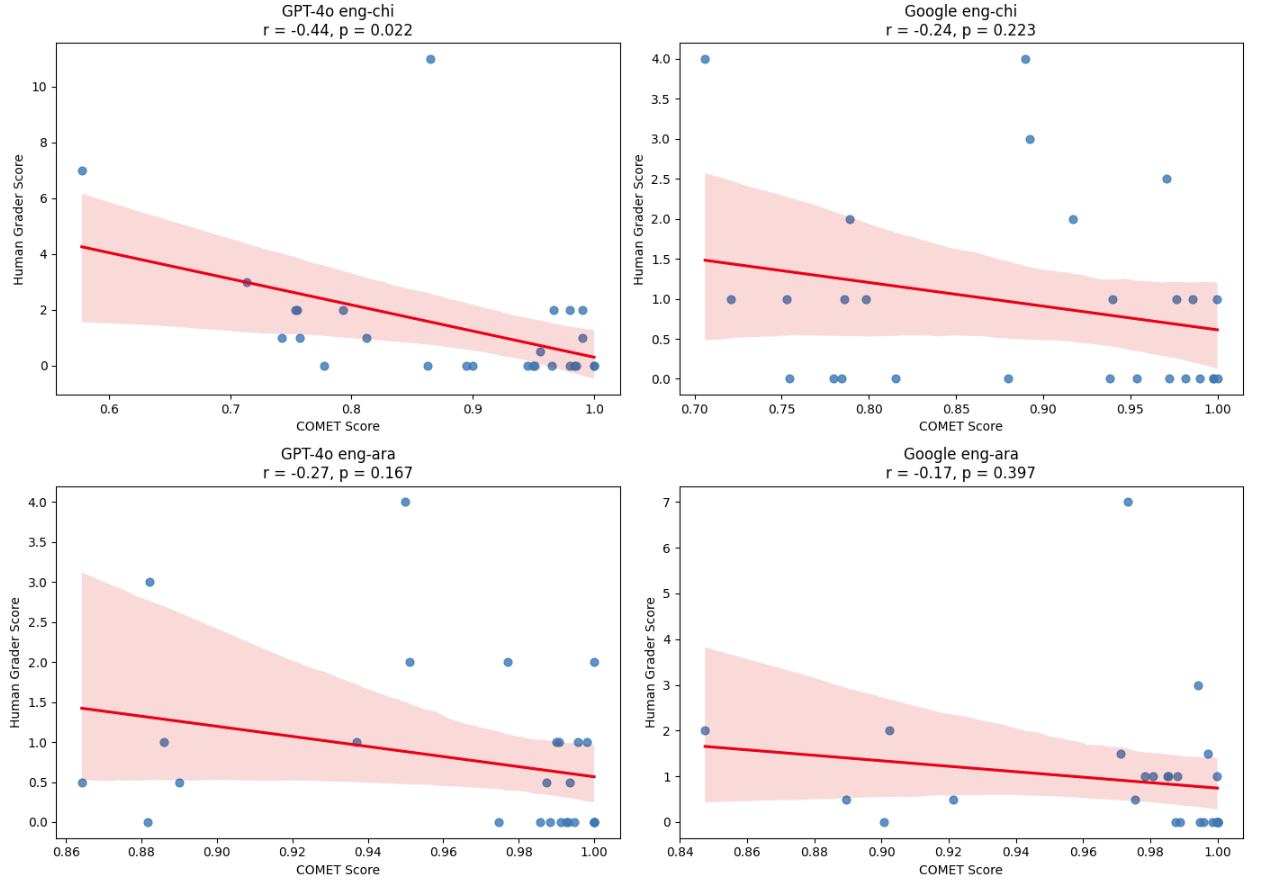 GPT-4o eng-chi
r = -0.44, p = 0.022
Human Grader Score
10
8
6
4
2
0
0.6 0.7 0.8 0.9 1.0
COMET Score
Google eng-chi
r = -0.24, p = 0.223
Human Grader Score
4.0
3.5
3.0
2.5
2.0
1.5
1.0
0.5
0.0
0.70 0.75 0.80 0.85 0.90 0.95 1.00
COMET Score
GPT-4o eng-ara
r = -0.27, p = 0.167
Human Grader Score
4.0
3.5
3.0
2.5
2.0
1.5
1.0
0.5
0.0
0.86 0.88 0.90 0.92 0.94 0.96 0.98 1.00
COMET Score
Google eng-ara
r = -0.17, p = 0.397
Human Grader Score
7
6
5
4
3
2
1
0
0.84 0.86 0.88 0.90 0.92 0.94 0.96 0.98 1.00
COMET Score